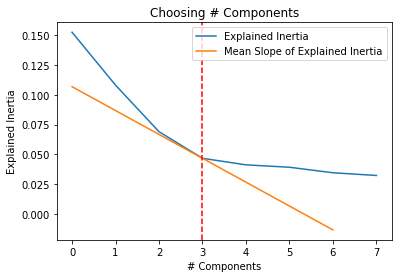 Choosing # Components
Explained Inertia
Mean Slope of Explained Inertia
Explained Inertia
0.150
0.125
0.100
0.075
0.050
0.025
0.000
0 1 2 3 4 5 6 7
# Components